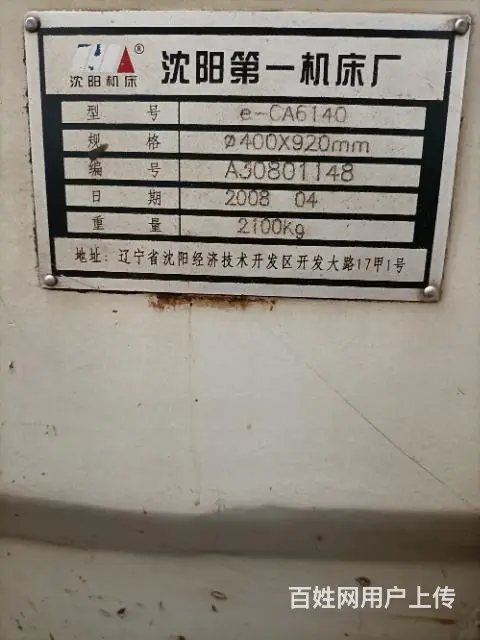 沈阳机床 ® 沈阳第一机床厂
型 号 e-CA6140
规 格 ø400X920mm
编 号 A30801148
日 期 2008 04
重 量 2100Kg
地址: 辽宁省沈阳经济技术开发区开发大路17甲1号
百姓网用户上传